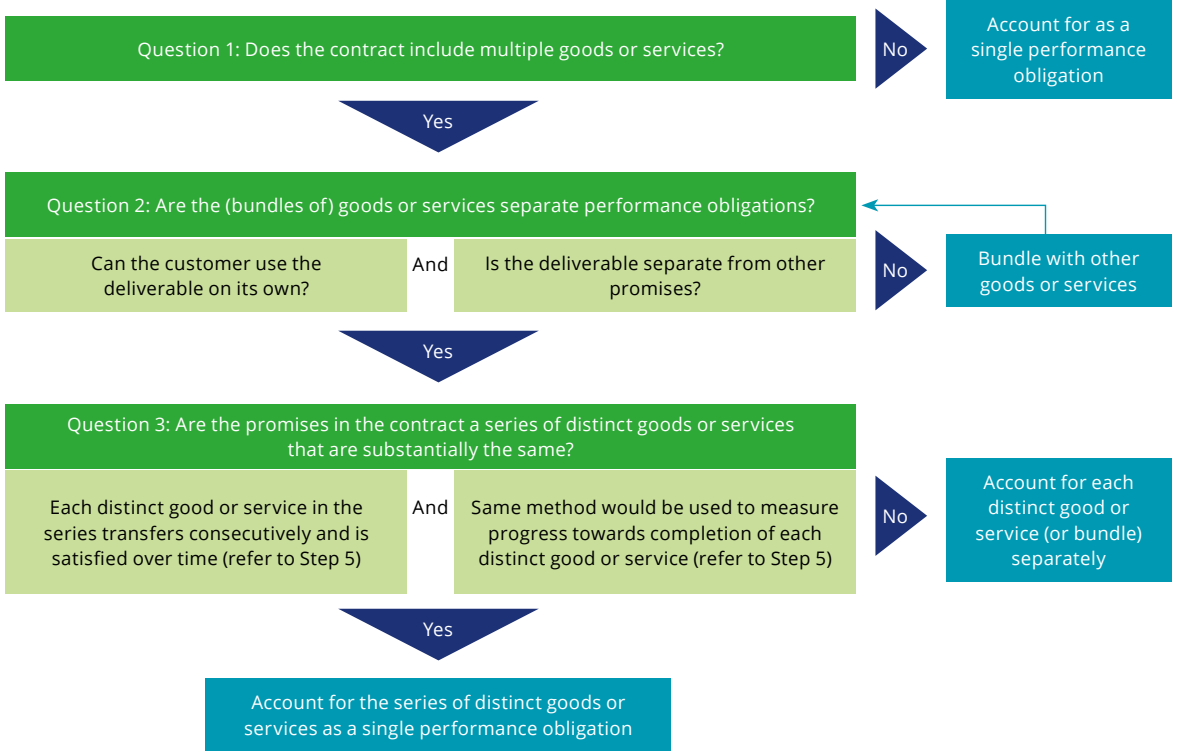 Question 1: Does the contract include multiple goods or services?
No
Account for as a
single performance
obligation
Yes
Question 2: Are the (bundles of) goods or services separate performance obligations?
Can the customer use the
deliverable on its own?
And
Is the deliverable separate from other
promises?
No
Bundle with other
goods or services
Yes
Question 3: Are the promises in the contract a series of distinct goods or services
that are substantially the same?
Each distinct good or service in the
series transfers consecutively and is
satisfied over time (refer to Step 5)
And
Same method would be used to measure
progress towards completion of each
distinct good or service (refer to Step 5)
No
Account for each
distinct good or
service (or bundle)
separately
Yes
Account for the series of distinct goods or
services as a single performance obligation